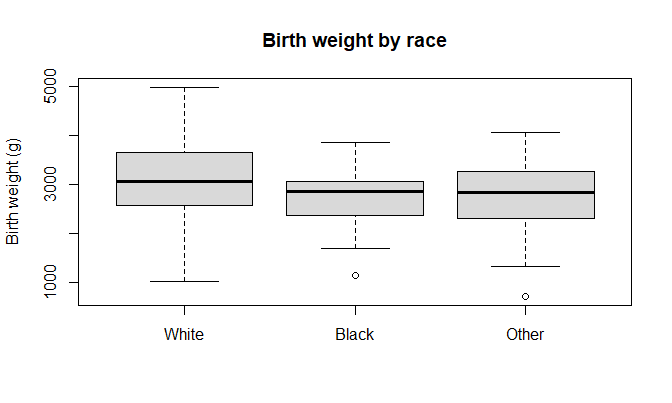 Birth weight by race
Birth weight (g)
5000
3000
1000
White Black Other